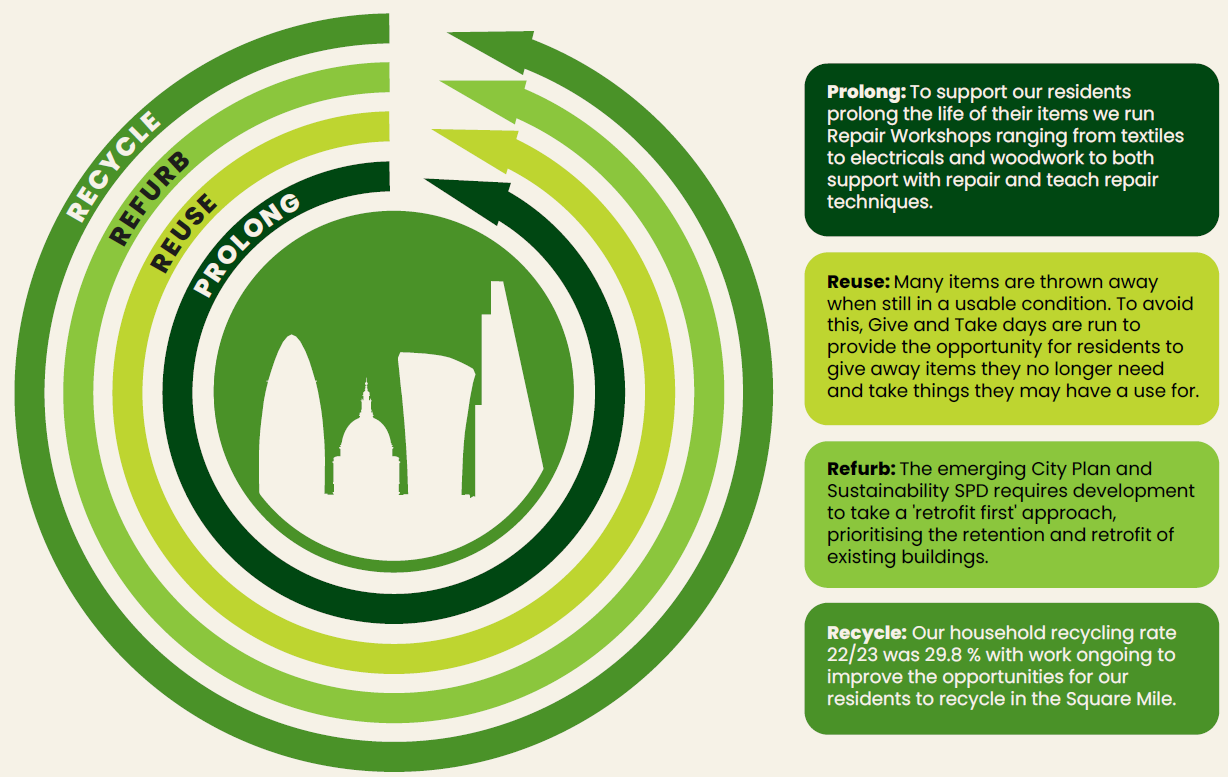 RECYCLE
REFURB
REUSE
PROLONG
Prolong: To support our residents
prolong the life of their items we run
Repair Workshops ranging from textiles
to electricals and woodwork to both
support with repair and teach repair
techniques.
Reuse: Many items are thrown away
when still in a usable condition. To avoid
this, Give and Take days are run to
provide the opportunity for residents to
give away items they no longer need
and take things they may have a use for.
Refurb: The emerging City Plan and
Sustainability SPD requires development
to take a 'retrofit first' approach,
prioritising the retention and retrofit of
existing buildings.
Recycle: Our household recycling rate
22/23 was 29.8 % with work ongoing to
improve the opportunities for our
residents to recycle in the Square Mile.